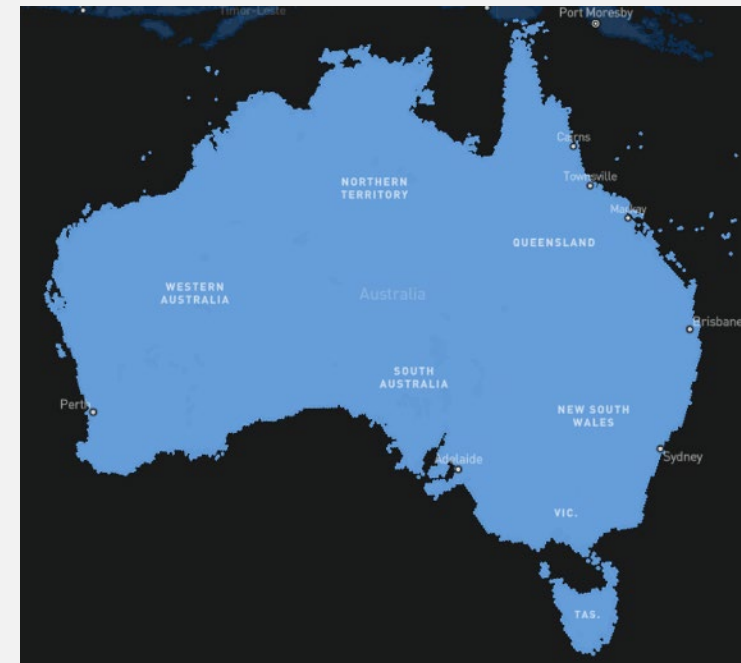 Timor-Leste
Port Moresby
Cairns
Townsville
Mackay
NORTHERN
TERRITORY
QUEENSLAND
WESTERN
AUSTRALIA
Australia
Brisbane
SOUTH
AUSTRALIA
Perth
NEW SOUTH
WALES
Adelaide
Sydney
VIC.
TAS.